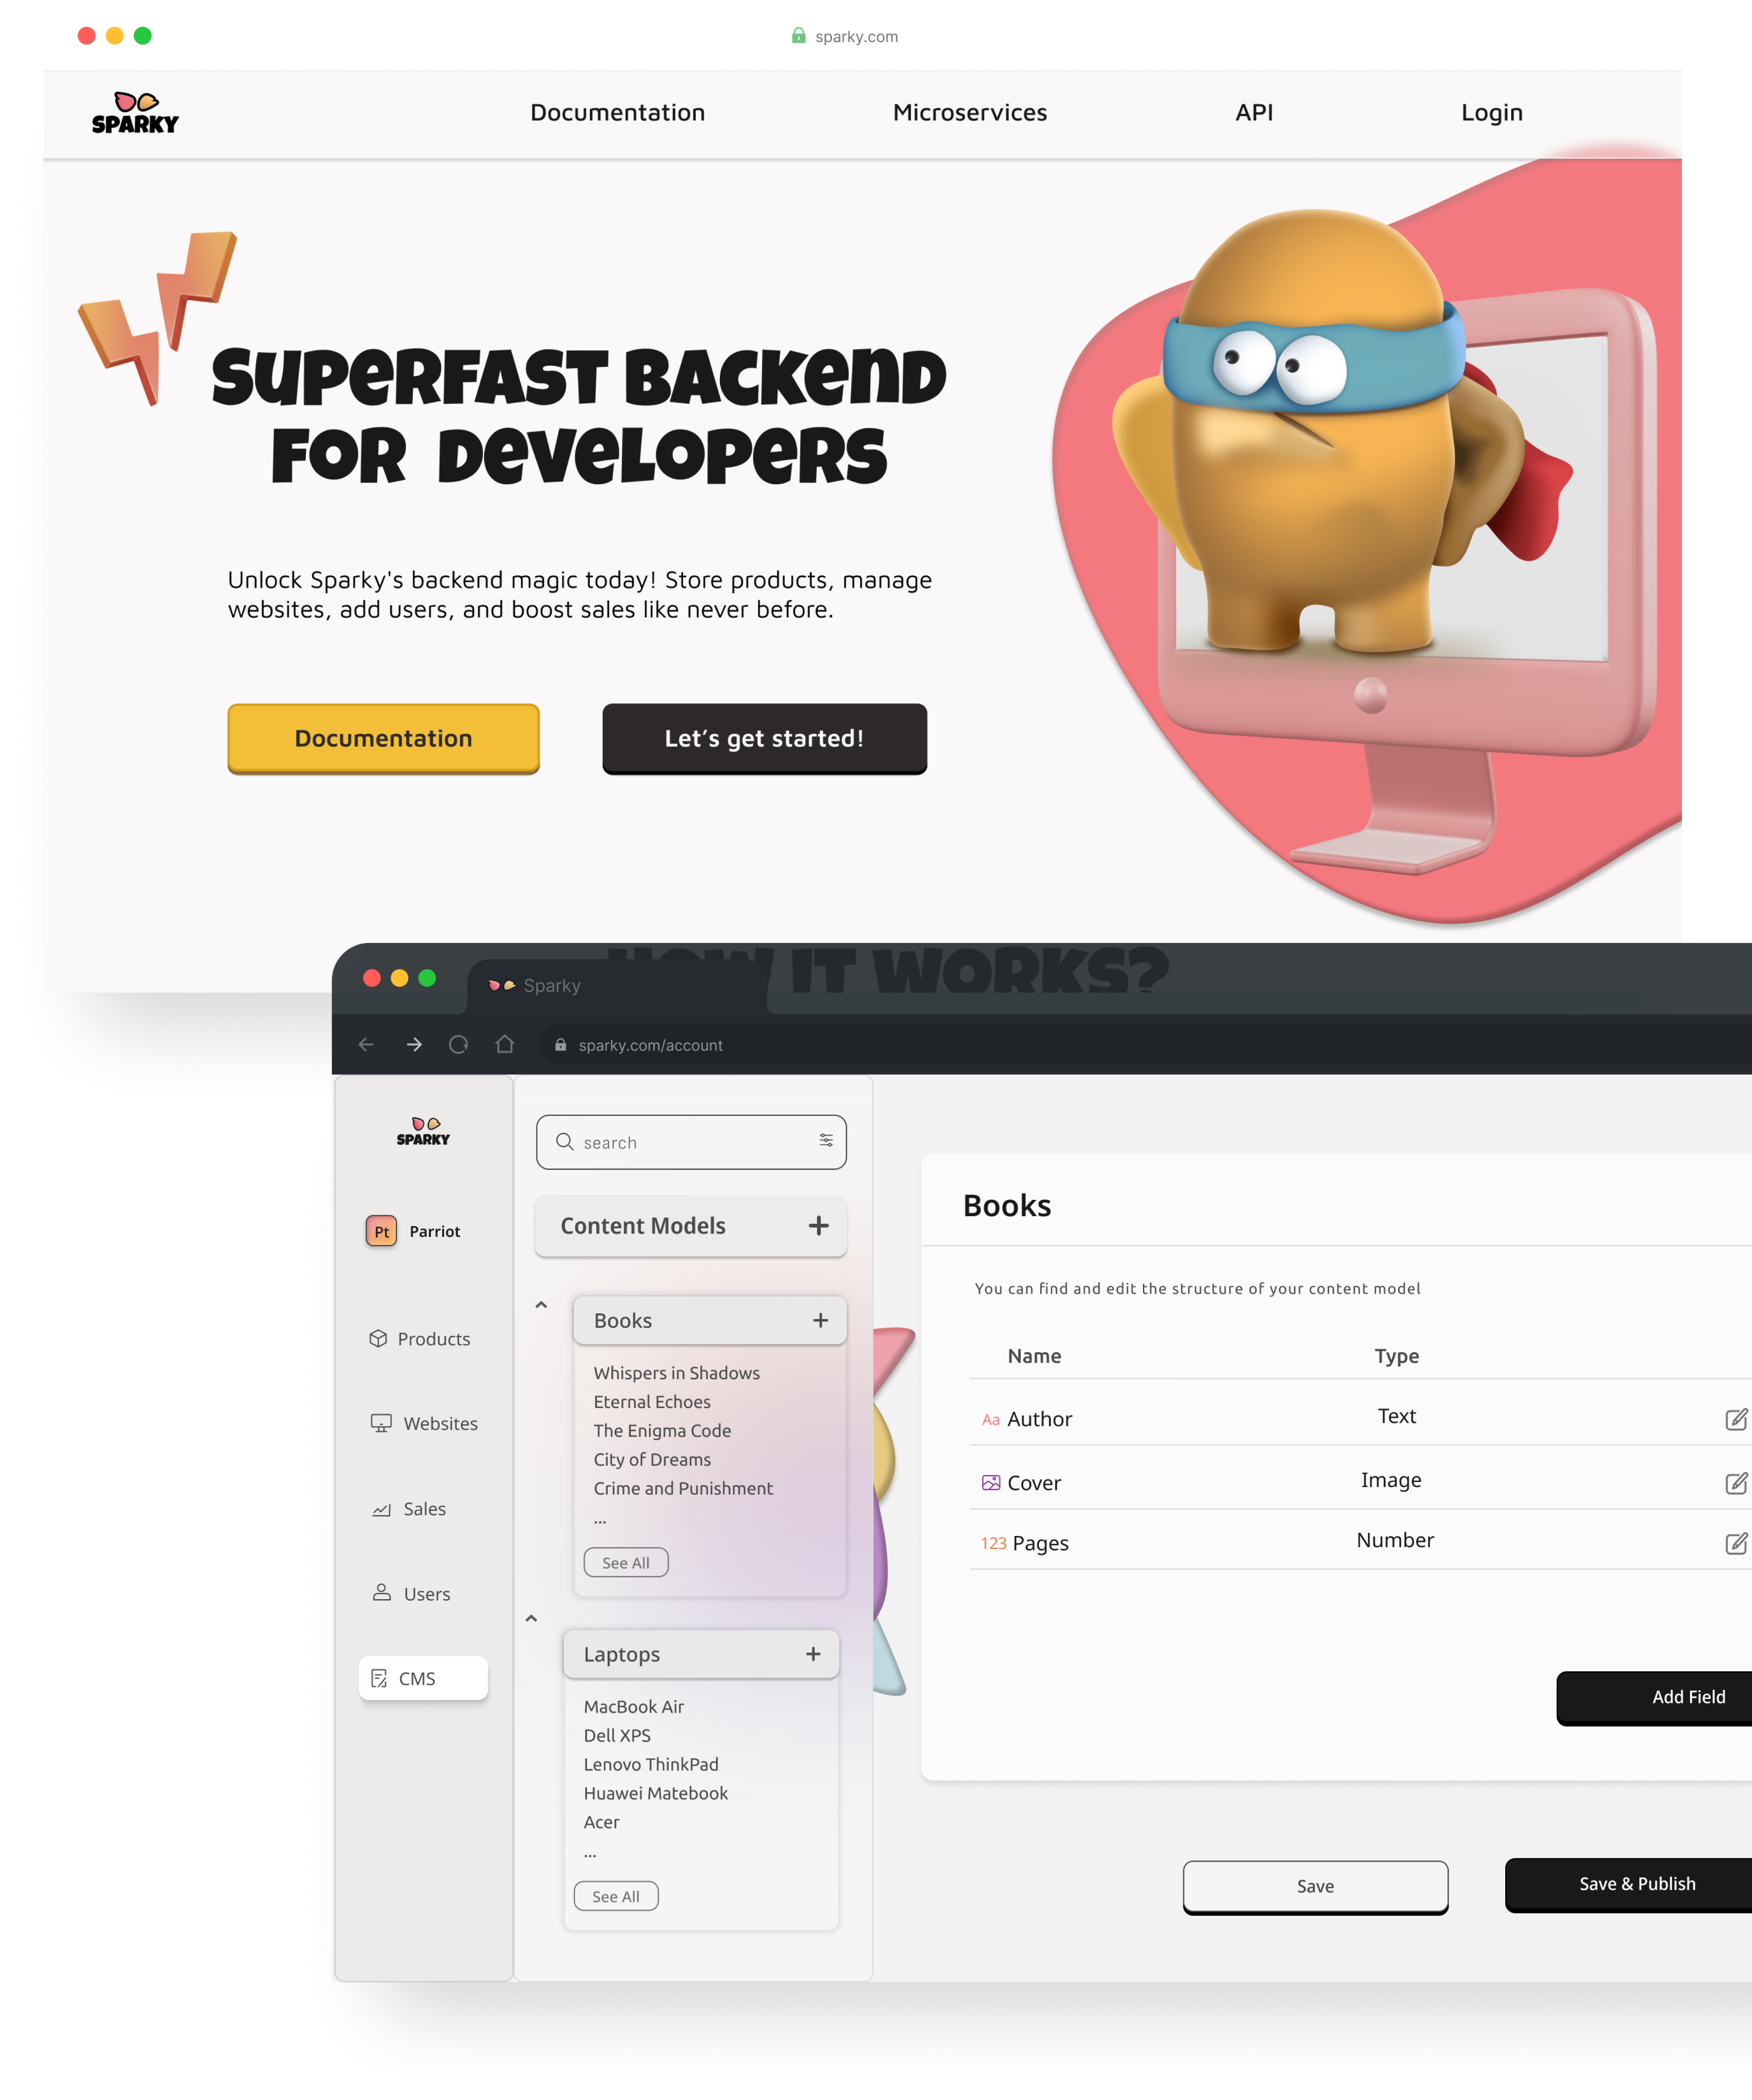 sparky.com
SPARKY
Documentation
Microservices
API
Login
SUPERFAST BACKEND
FOR DEVELOPERS
Unlock Sparky's backend magic today! Store products, manage
websites, add users, and boost sales like never before.
Documentation
Let’s get started!
HOW IT WORKS?
Sparky
sparky.com/account
SPARKY
Pt
Parriot
Products
Websites
Sales
Users
CMS
search
Content Models
Books
Whispers in Shadows
Eternal Echoes
The Enigma Code
City of Dreams
Crime and Punishment
...
See All
Laptops
MacBook Air
Dell XPS
Lenovo ThinkPad
Huawei Matebook
Acer
...
See All
Books
You can find and edit the structure of your content model
Name Type
Aa Author Text
Cover Image
123 Pages Number
Add Field
Save
Save & Publish